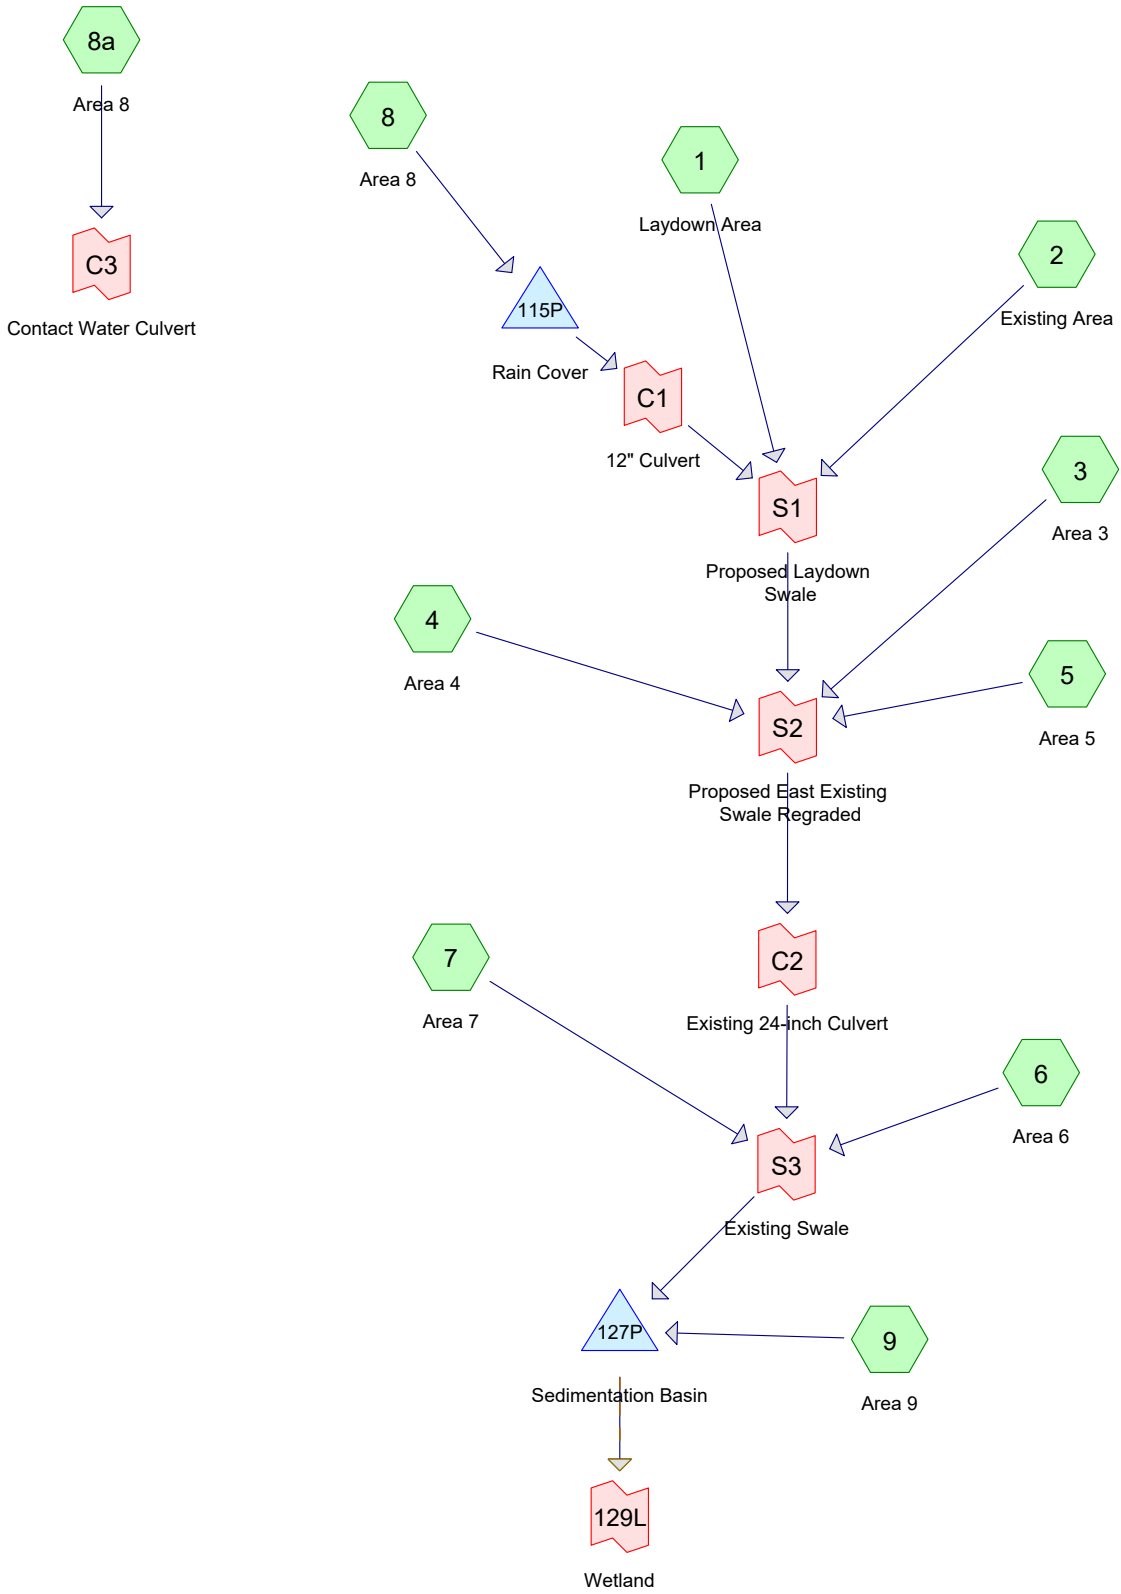 8a
Area 8
C3
Contact Water Culvert
8
Area 8
1
Laydown Area
2
Existing Area
115P
Rain Cover
C1
12" Culvert
S1
Proposed Laydown
Swale
3
Area 3
4
Area 4
5
Area 5
S2
Proposed East Existing
Swale Regraded
7
Area 7
C2
Existing 24-inch Culvert
6
Area 6
S3
Existing Swale
127P
Sedimentation Basin
9
Area 9
129L
Wetland